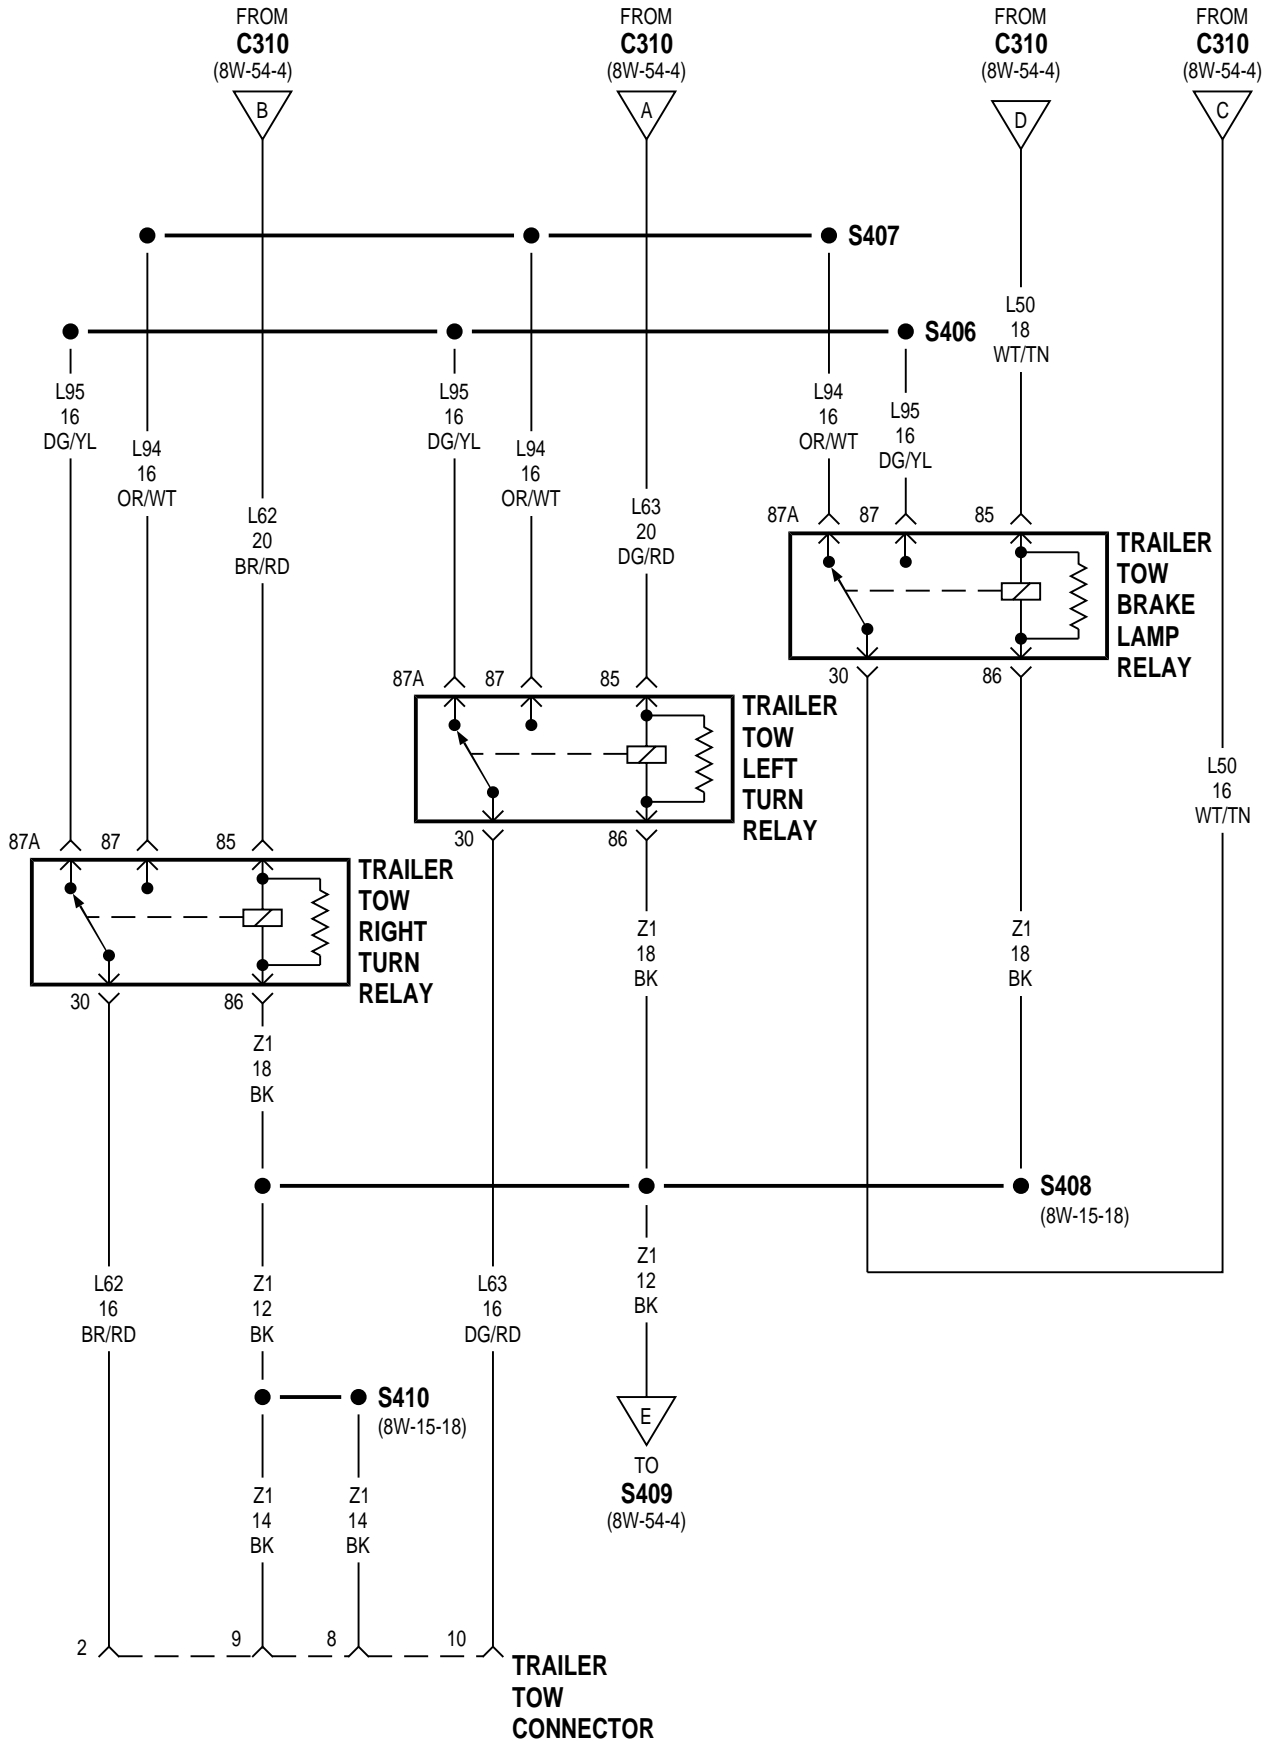 FROM
C310
(8W-54-4)
B
FROM
C310
(8W-54-4)
A
FROM
C310
(8W-54-4)
D
FROM
C310
(8W-54-4)
C
S407
S406
L50
18
WT/TN
L95
16
DG/YL
L94
16
OR/WT
L62
20
BR/RD
L95
16
DG/YL
L94
16
OR/WT
L63
20
DG/RD
L94
16
OR/WT
L95
16
DG/YL
87A
87
85
TRAILER
TOW
BRAKE
LAMP
RELAY
30
86
87A
87
85
TRAILER
TOW
LEFT
TURN
RELAY
30
86
L50
16
WT/TN
87A
87
85
TRAILER
TOW
RIGHT
TURN
RELAY
30
86
Z1
18
BK
Z1
18
BK
Z1
18
BK
S408
(8W-15-18)
L62
16
BR/RD
Z1
12
BK
L63
16
DG/RD
Z1
12
BK
S410
(8W-15-18)
E
TO
S409
(8W-54-4)
Z1
14
BK
Z1
14
BK
2
9
8
10
TRAILER
TOW
CONNECTOR